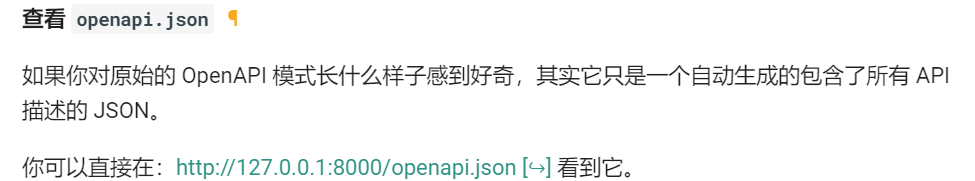 查看 openapi.json ¶
如果你对原始的 OpenAPI 模式长什么样子感到好奇，其实它只是一个自动生成的包含了所有 API
描述的 JSON。
你可以直接在：http://127.0.0.1:8000/openapi.json [↪] 看到它。